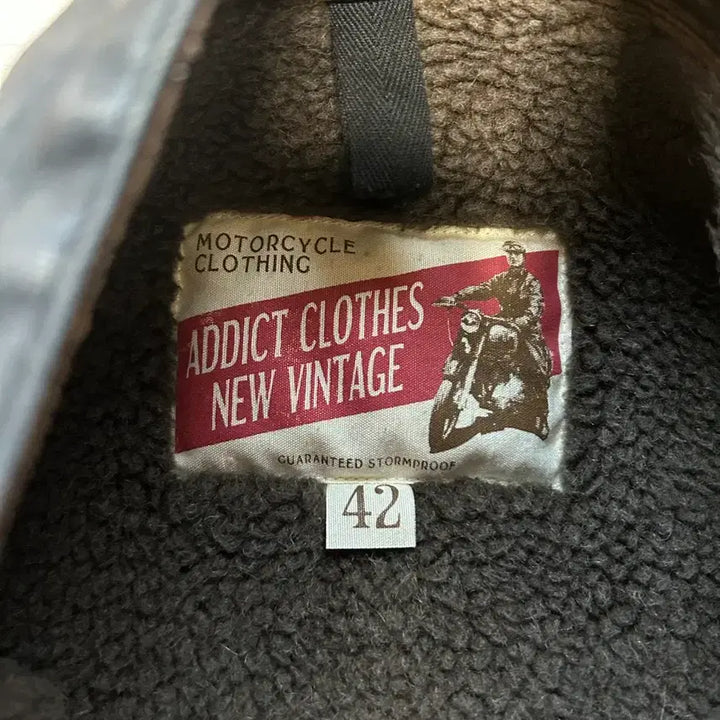 MOTORCYCLE
CLOTHING
ADDICT CLOTHES
NEW VINTAGE
GUARANTEED STORMPROOF
42